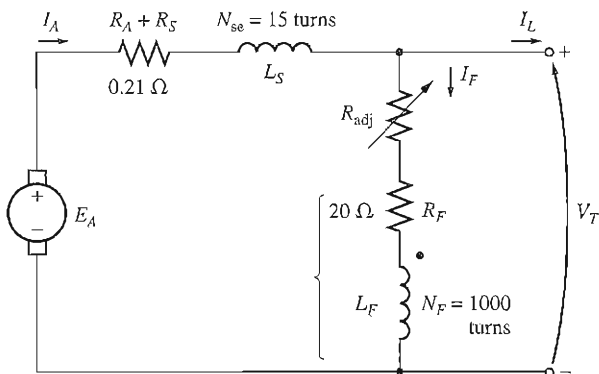 I_A
R_A + R_S
N_se = 15 turns
I_L
+
0.21 Ω
L_S
I_F
R_adj
+
E_A
−
20 Ω
R_F
V_T
L_F
N_F = 1000
turns
−